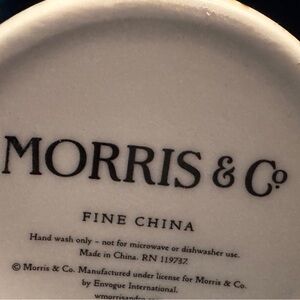 MORRIS & Cº
FINE CHINA
Hand wash only – not for microwave or dishwasher use.
Made in China. RN 119737.
© Morris & Co. Manufactured under license for Morris & Co.
by Envogue International.